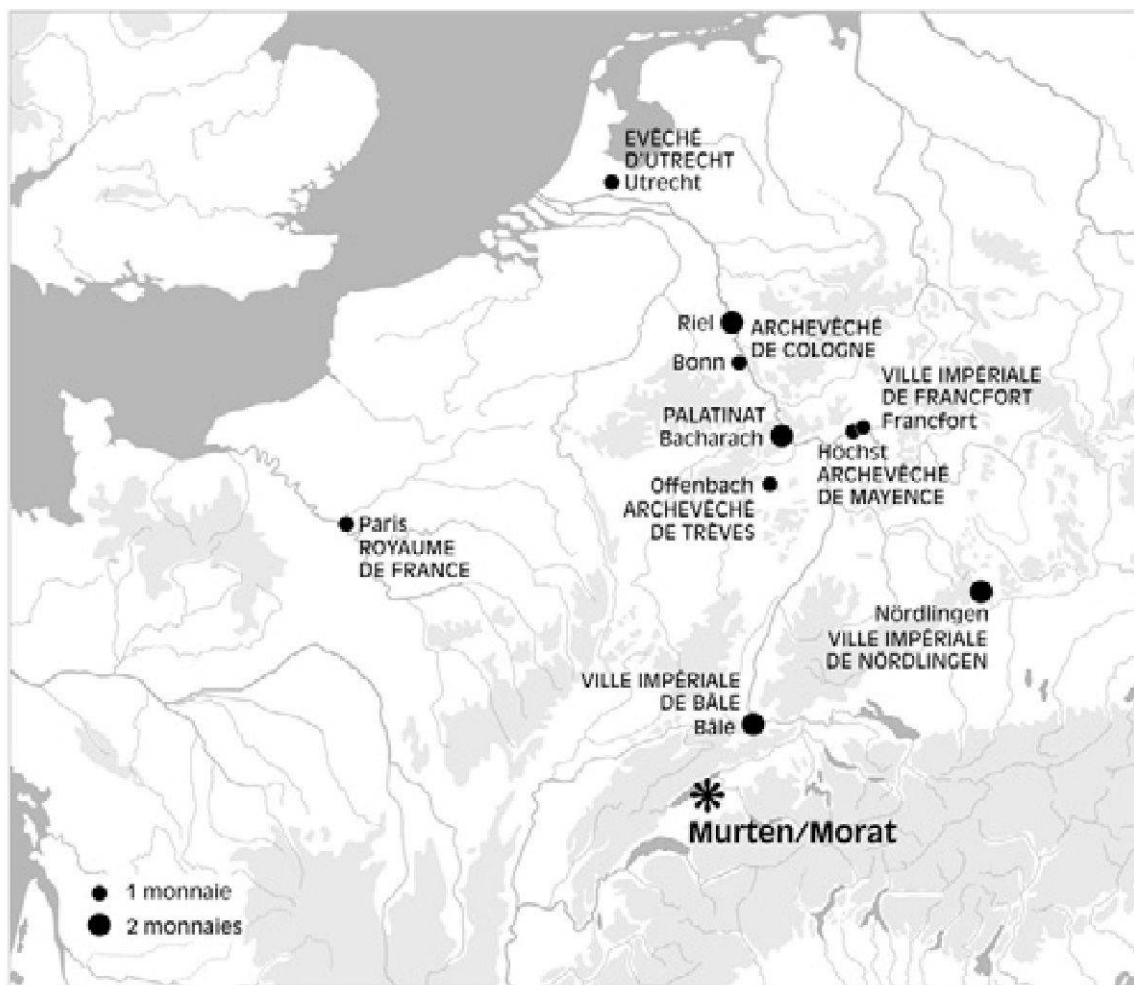 EVÊCHÉ
D'UTRECHT
Utrecht
Riel
ARCHEVÊCHÉ
DE COLOGNE
Bonn
VILLE IMPÉRIALE
DE FRANCFORT
Francfort
PALATINAT
Bacharach
Höchst
ARCHEVÊCHÉ
DE MAYENCE
Offenbach
ARCHEVÊCHÉ
DE TRÈVES
Paris
ROYAUME
DE FRANCE
Nördlingen
VILLE IMPÉRIALE
DE NÖRDLINGEN
VILLE IMPÉRIALE
DE BÂLE
Bâle
Murten/Morat
1 monnaie
2 monnaies